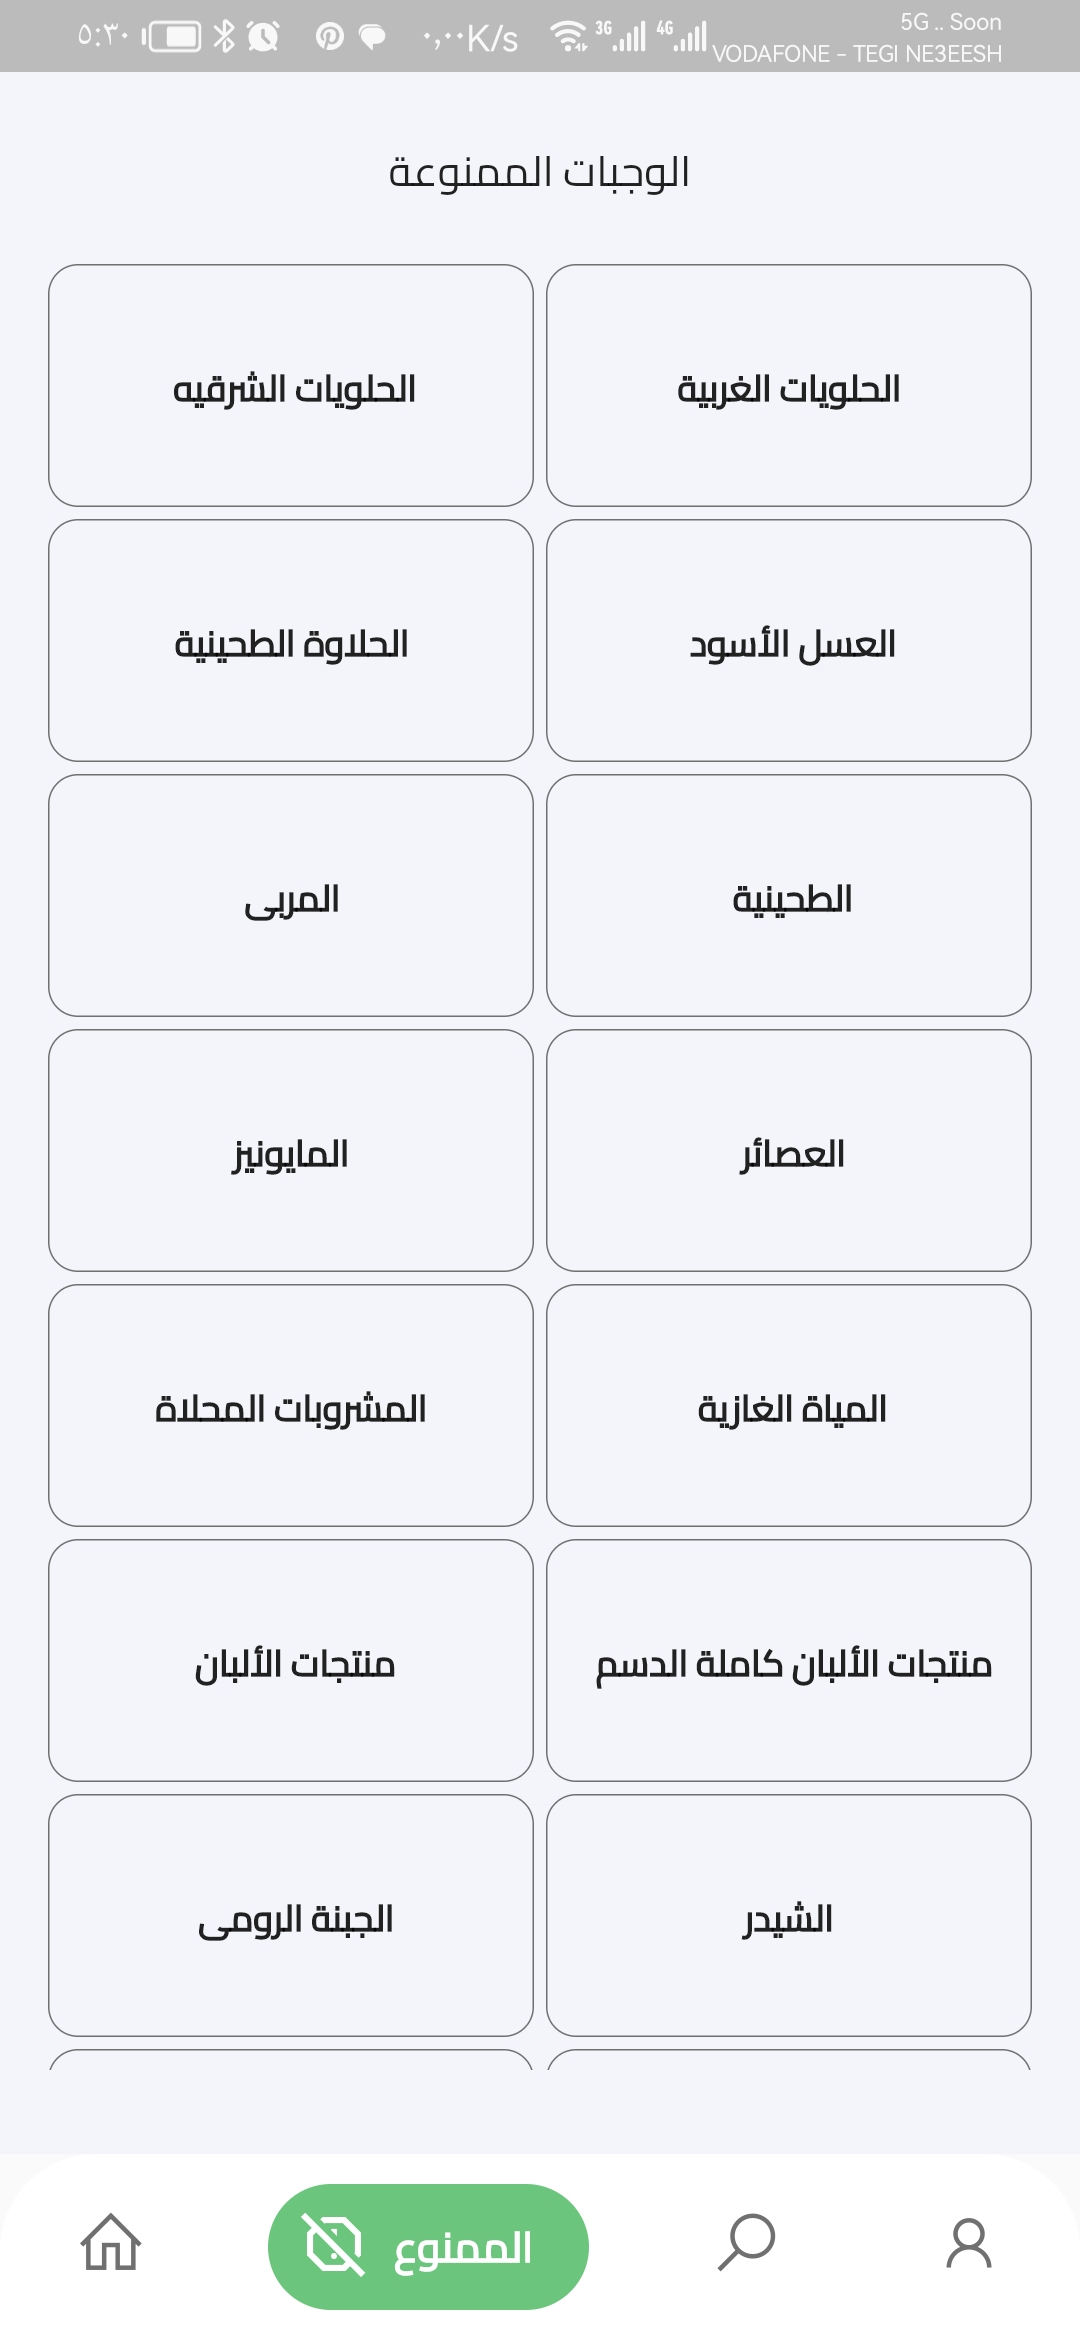 ٥:٣٠
٠,٠٠K/s
3G
4G
5G .. Soon
VODAFONE – TEGI NE3EESH
الوجبات الممنوعة
الحلويات الغربية
الحلويات الشرقيه
العسل الأسود
الحلاوة الطحينية
الطحينية
المربى
العصائر
المايونيز
المياة الغازية
المشروبات المحلاة
منتجات الألبان كاملة الدسم
منتجات الألبان
الشيدر
الجبنة الرومى
الممنوع